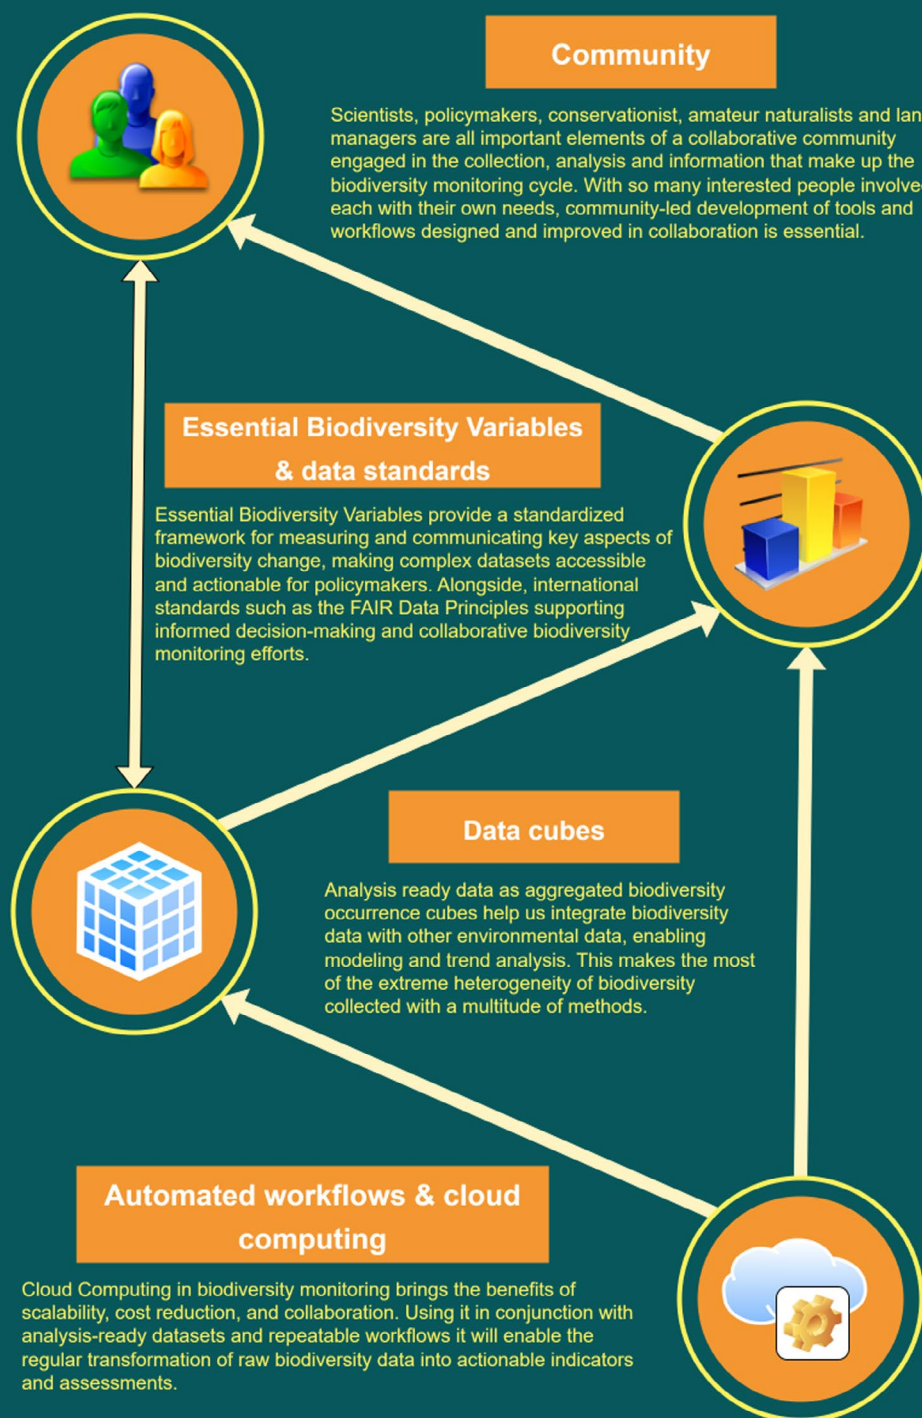 Community
Scientists, policymakers, conservationist, amateur naturalists and lan
managers are all important elements of a collaborative community
engaged in the collection, analysis and information that make up the
biodiversity monitoring cycle. With so many interested people involve
each with their own needs, community-led development of tools and
workflows designed and improved in collaboration is essential.
Essential Biodiversity Variables
& data standards
Essential Biodiversity Variables provide a standardized
framework for measuring and communicating key aspects of
biodiversity change, making complex datasets accessible
and actionable for policymakers. Alongside, international
standards such as the FAIR Data Principles supporting
informed decision-making and collaborative biodiversity
monitoring efforts.
Data cubes
Analysis ready data as aggregated biodiversity
occurrence cubes help us integrate biodiversity
data with other environmental data, enabling
modeling and trend analysis. This makes the most
of the extreme heterogeneity of biodiversity
collected with a multitude of methods.
Automated workflows & cloud
computing
Cloud Computing in biodiversity monitoring brings the benefits of
scalability, cost reduction, and collaboration. Using it in conjunction with
analysis-ready datasets and repeatable workflows it will enable the
regular transformation of raw biodiversity data into actionable indicators
and assessments.